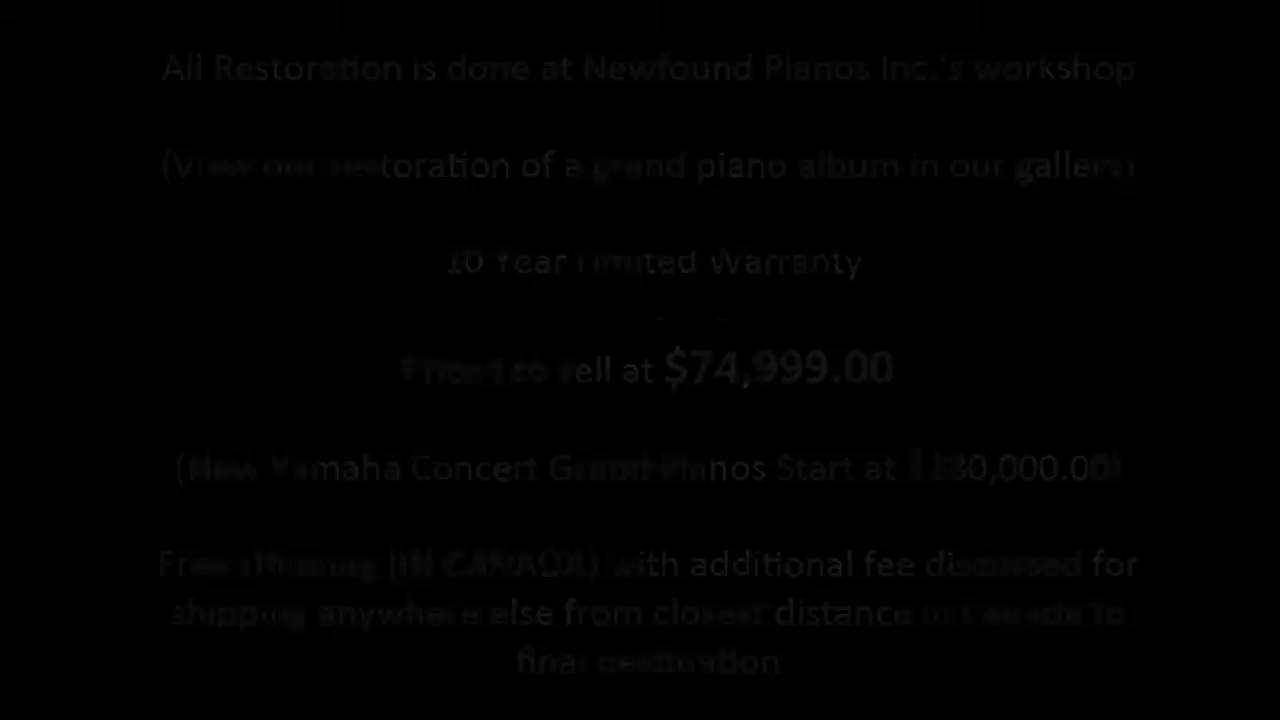 All Restoration is done at Newfound Pianos Inc.'s workshop
(View our restoration of a grand piano album in our gallery)
10 Year Limited Warranty
Priced to sell at $74,999.00
(New Yamaha Concert Grand Pianos Start at
Free shipping (IN CANADA) with additional fee discussed for
shipping anywhere else from closest distance in Canada to
final destination